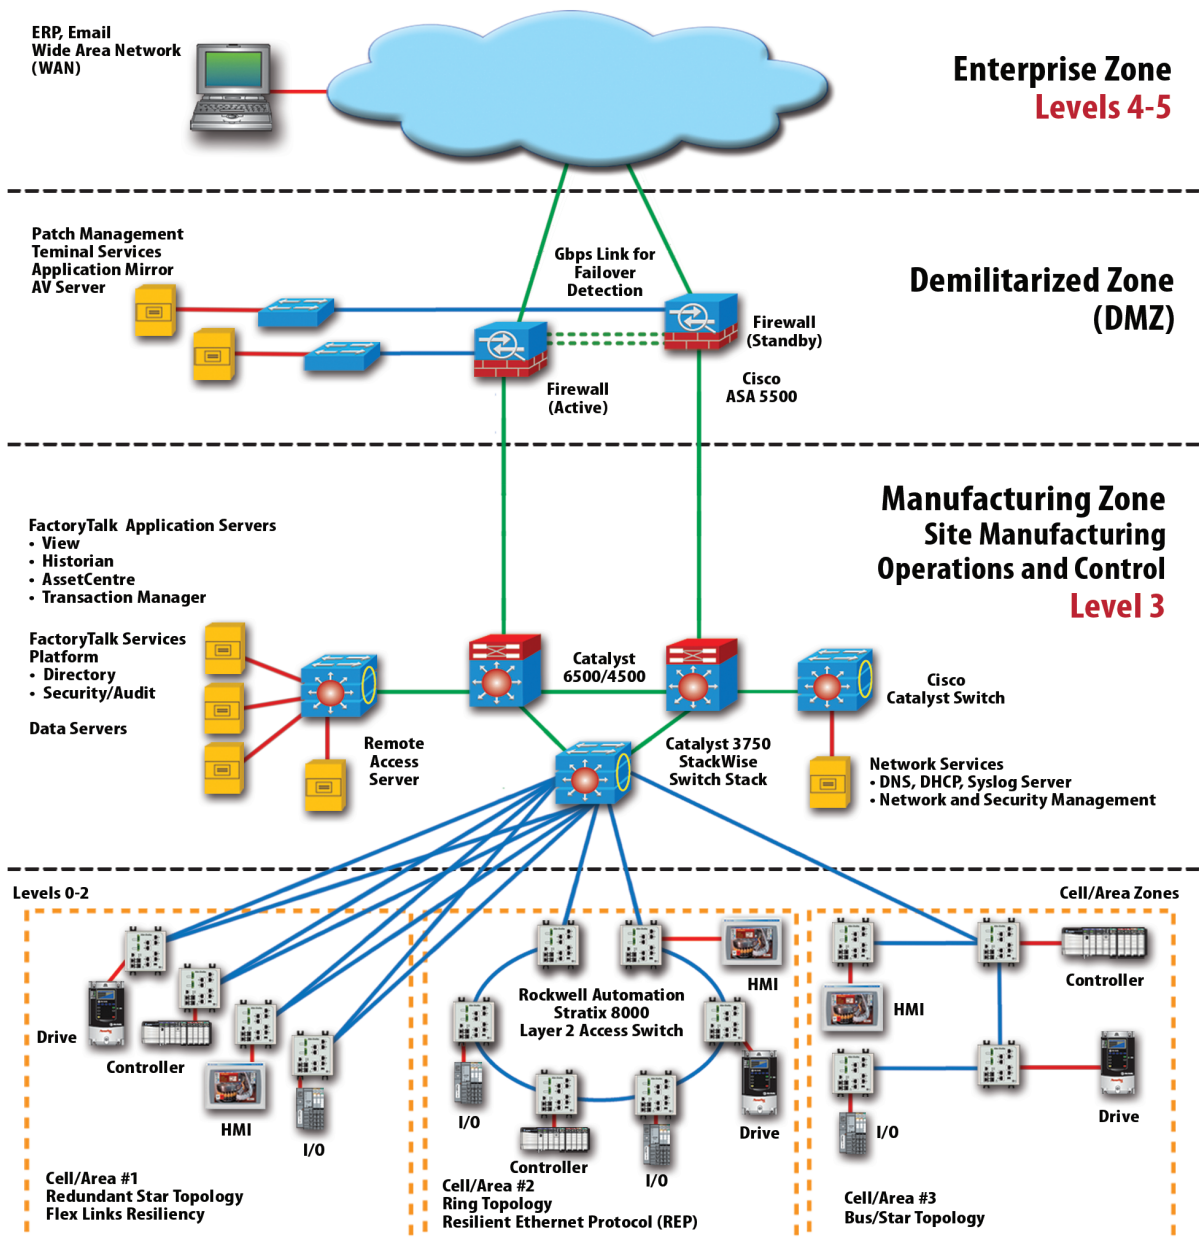 ERP, Email
Wide Area Network
(WAN)
Enterprise Zone
Levels 4-5
Patch Management
Teminal Services
Application Mirror
AV Server
Gbps Link for
Failover
Detection
Demilitarized Zone
(DMZ)
Firewall
(Standby)
Firewall
(Active)
Cisco
ASA 5500
Manufacturing Zone
Site Manufacturing
Operations and Control
Level 3
FactoryTalk Application Servers
• View
• Historian
• AssetCentre
• Transaction Manager
FactoryTalk Services
Platform
• Directory
• Security/Audit
Data Servers
Catalyst
6500/4500
Cisco
Catalyst Switch
Remote
Access
Server
Catalyst 3750
StackWise
Switch Stack
Network Services
• DNS, DHCP, Syslog Server
• Network and Security Management
Levels 0-2
Cell/Area Zones
Drive
Controller
HMI
I/O
Cell/Area #1
Redundant Star Topology
Flex Links Resiliency
Rockwell Automation
Stratix 8000
Layer 2 Access Switch
HMI
I/O
Controller
I/O
Drive
Cell/Area #2
Ring Topology
Resilient Ethernet Protocol (REP)
Controller
HMI
I/O
Drive
Cell/Area #3
Bus/Star Topology